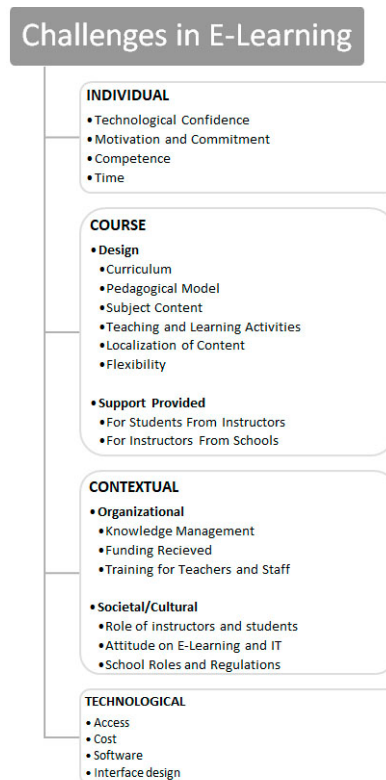 Challenges in E-Learning
INDIVIDUAL
•Technological Confidence
•Motivation and Commitment
•Competence
•Time
COURSE
•Design
•Curriculum
•Pedagogical Model
•Subject Content
•Teaching and Learning Activities
•Localization of Content
•Flexibility
•Support Provided
•For Students From Instructors
•For Instructors From Schools
CONTEXTUAL
•Organizational
•Knowledge Management
•Funding Recieved
•Training for Teachers and Staff
•Societal/Cultural
•Role of instructors and students
•Attitude on E-Learning and IT
•School Roles and Regulations
TECHNOLOGICAL
•Access
•Cost
•Software
•Interface design